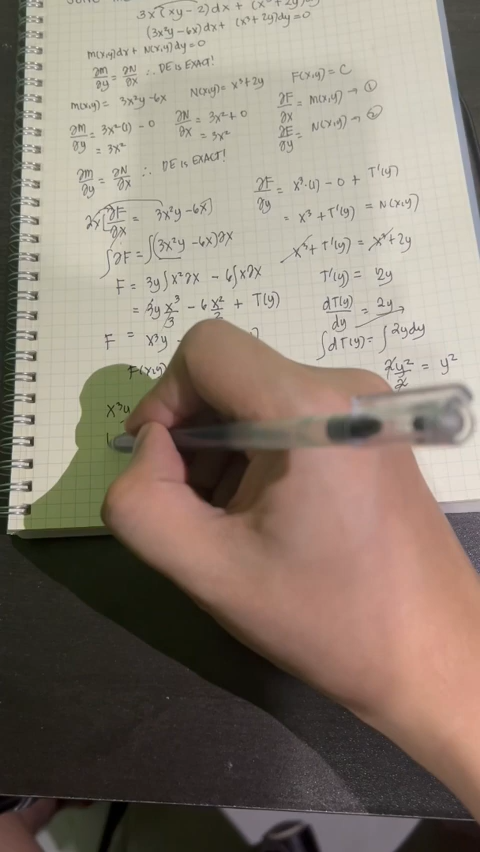 3x(xy-2)dx + (x³+2y)dy
(3x²y-6x)dx + (x³+2y)dy = 0
M(x,y)dx + N(x,y)dy = 0
∂M/∂y = ∂N/∂x ∴ DE is EXACT!
M(x,y) = 3x²y-6x N(x,y) = x³+2y
∂M/∂y = 3x²(1) - 0 ∂N/∂x = 3x²+0
= 3x² = 3x²
∂M/∂y = ∂N/∂x ∴ DE is EXACT!
∂x[∂F/∂x = 3x²y-6x]
∫∂F = ∫(3x²y-6x)∂x
F = 3y∫x²∂x - 6∫x∂x
= 3y x³/3 - 6 x²/2 + T(y)
F = x³y -
F(x,y)
x³y
F(x,y) = C
∂F/∂x = M(x,y) → ①
∂F/∂y = N(x,y) → ②
∂F/∂y = x³·(1) - 0 + T'(y)
= x³ + T'(y) = N(x,y)
x³ + T'(y) = x³+2y
T'(y) = 2y
dT(y)/dy = 2y
∫dT(y) = ∫2ydy
2y²/2 = y²